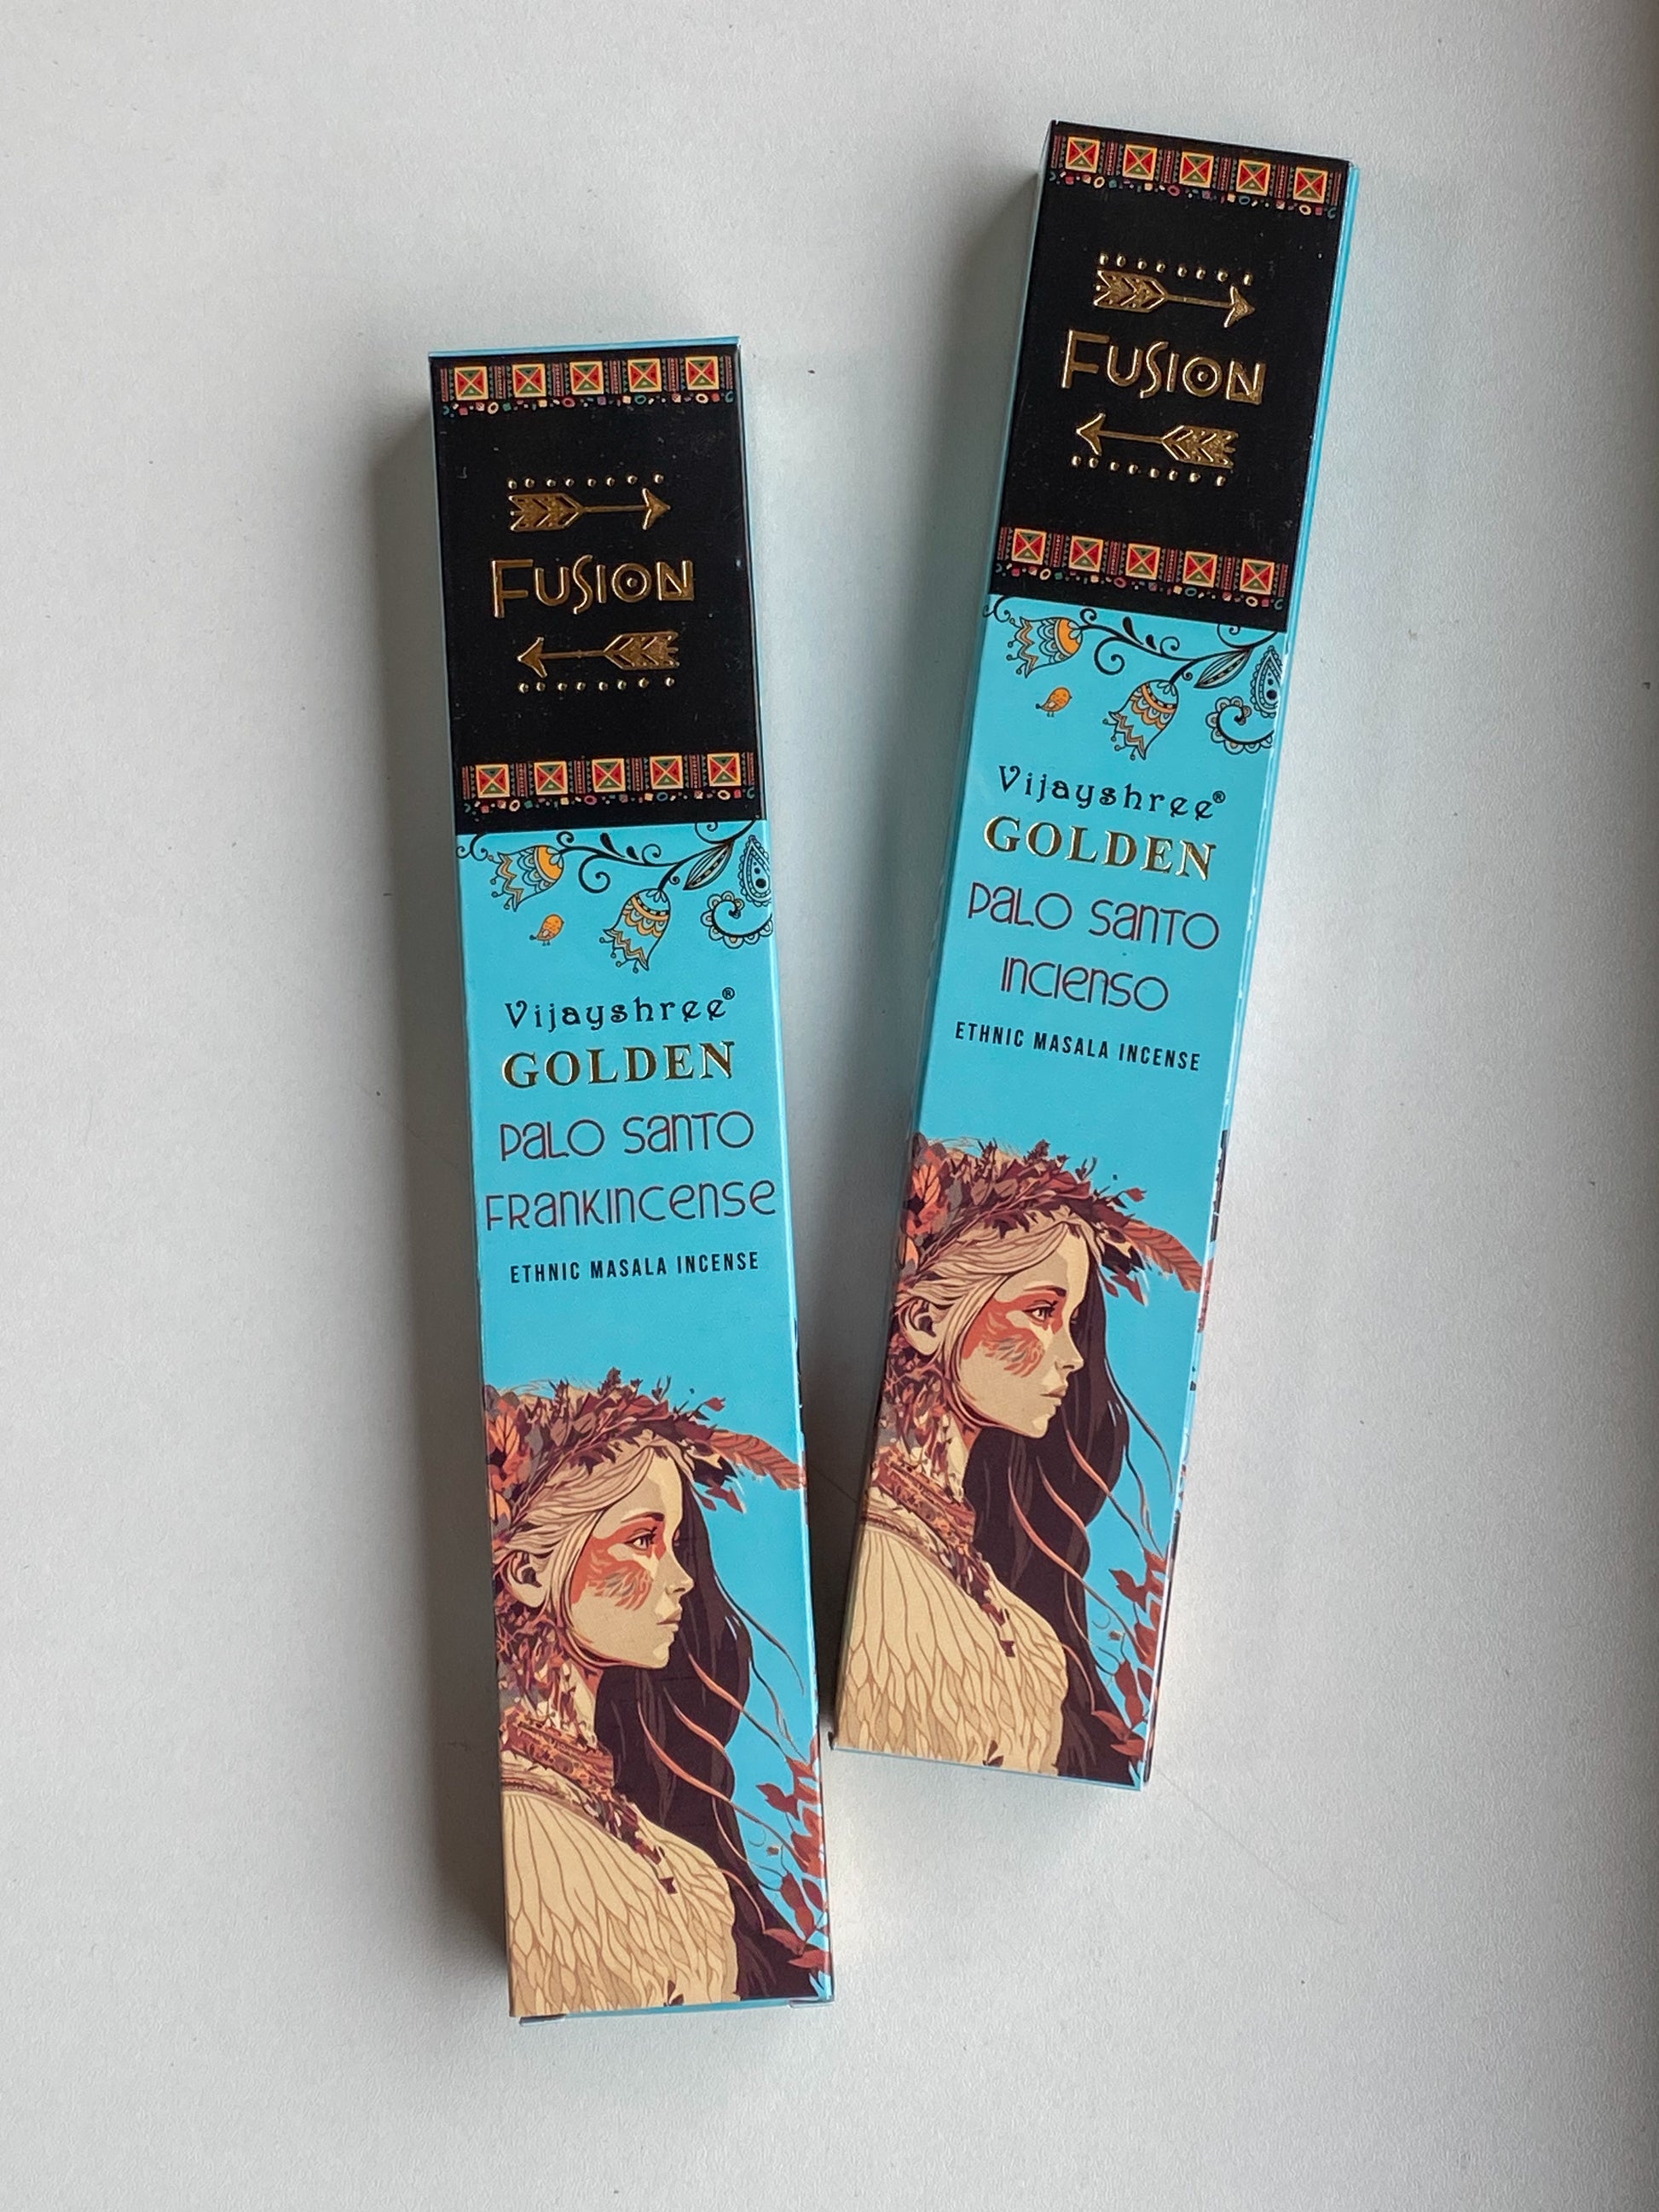 FUSION
Vijayshree®
GOLDEN
PALO SANTO
FRANKINCENSE
ETHNIC MASALA INCENSE
FUSION
Vijayshree®
GOLDEN
PALO SANTO
INCIENSO
ETHNIC MASALA INCENSE